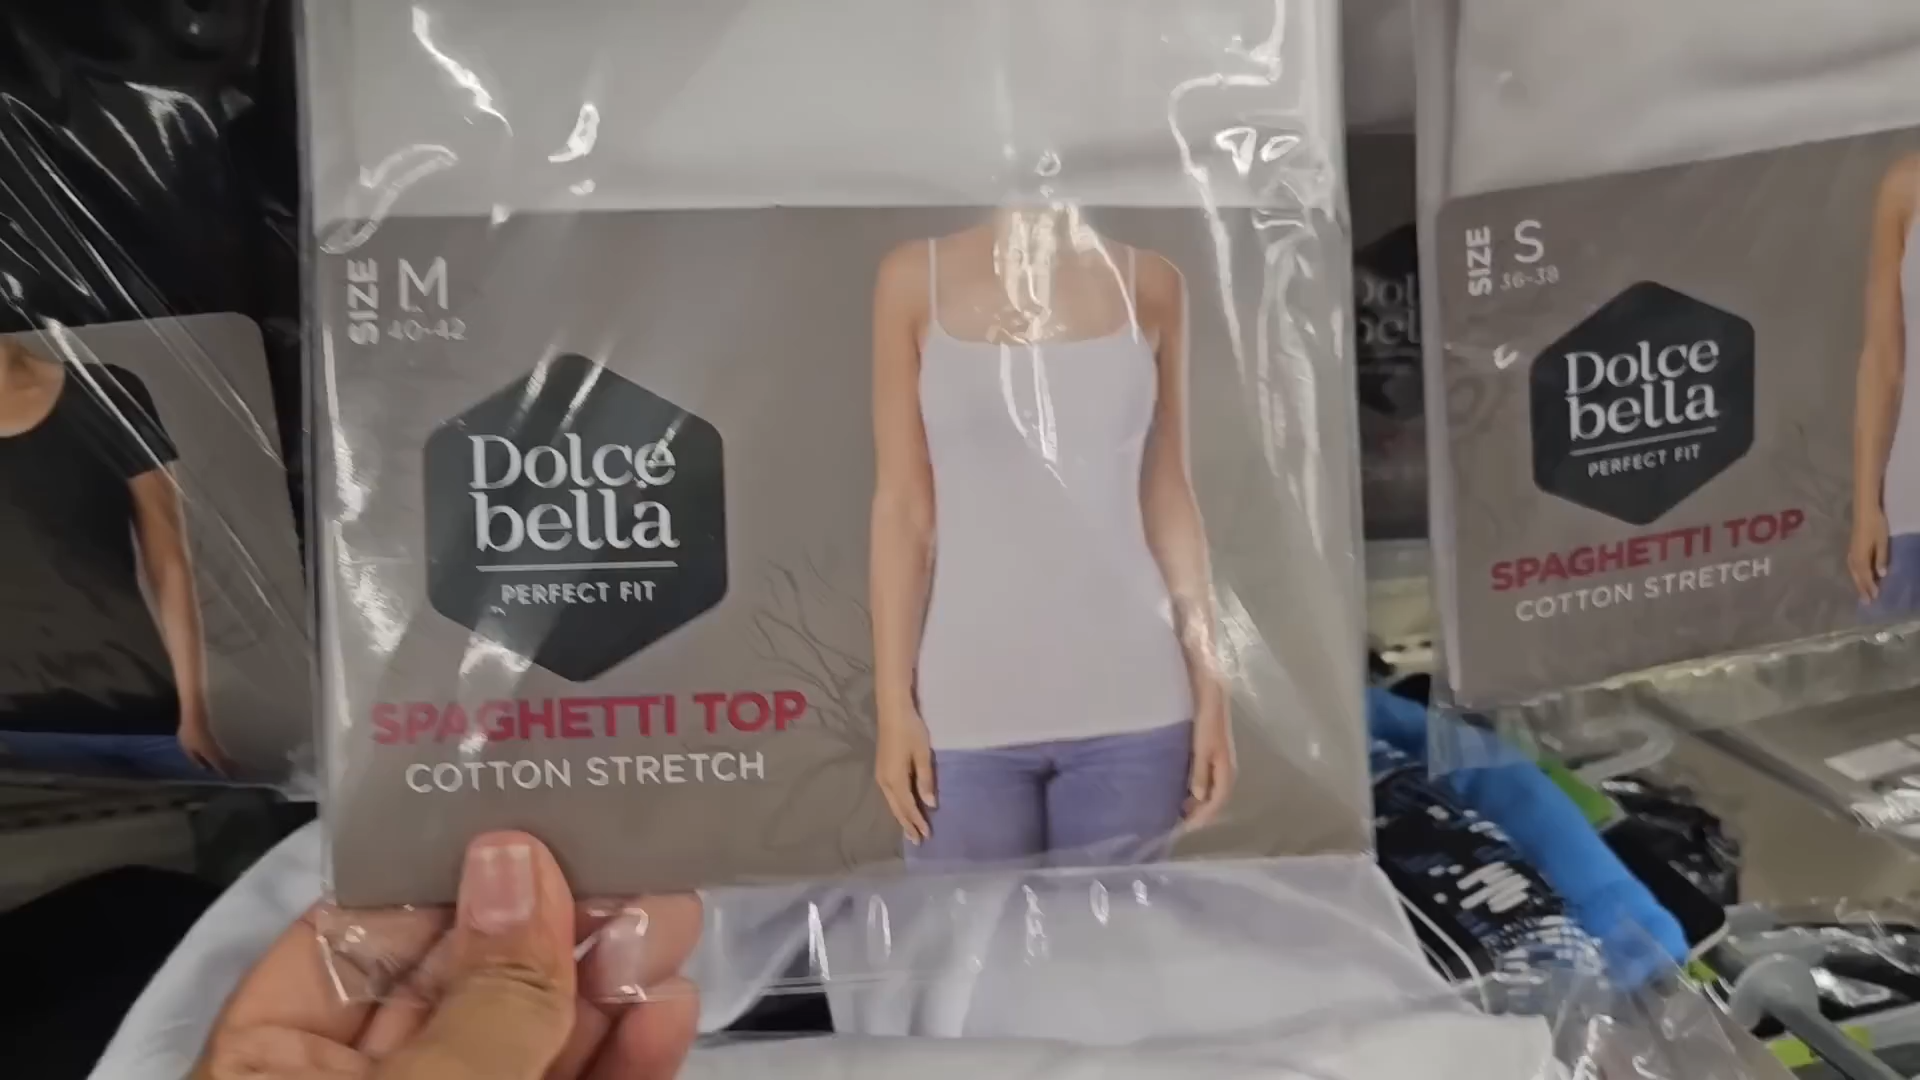 SIZE M
40-42
Dolce
bella
PERFECT FIT
SPAGHETTI TOP
COTTON STRETCH
SIZE S
36-38
Dolce
bella
PERFECT FIT
SPAGHETTI TOP
COTTON STRETCH